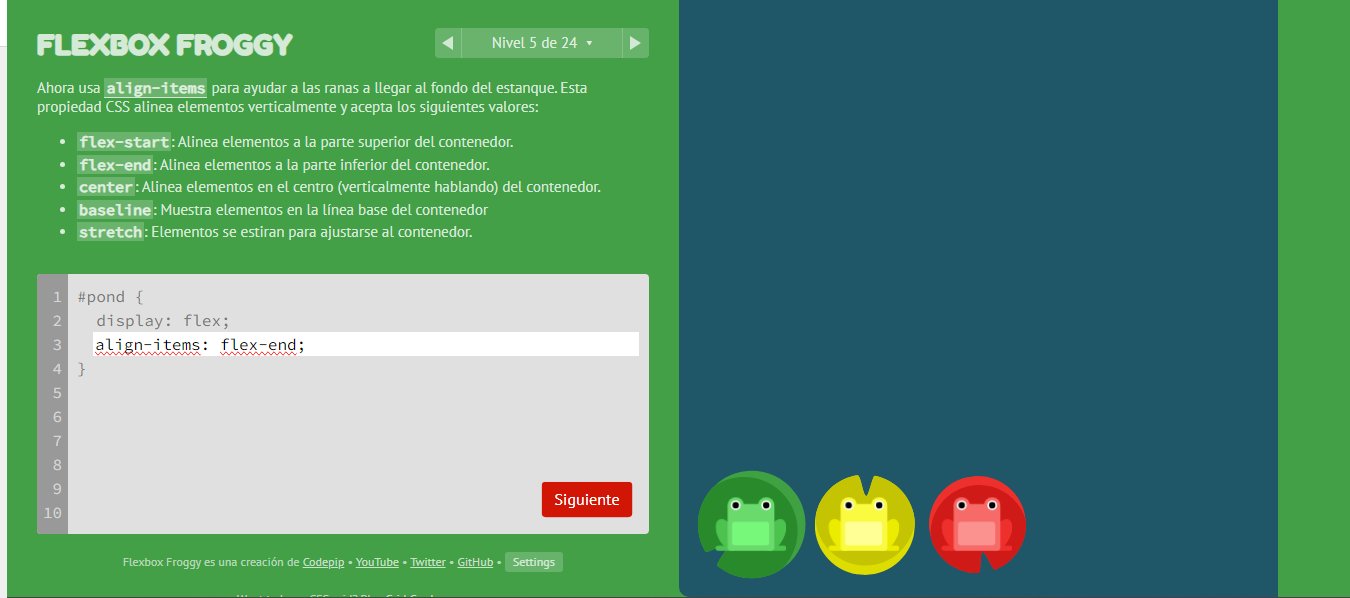 FLEXBOX FROGGY
Nivel 5 de 24
Ahora usa align-items para ayudar a las ranas a llegar al fondo del estanque. Esta
propiedad CSS alinea elementos verticalmente y acepta los siguientes valores:
• flex-start: Alinea elementos a la parte superior del contenedor.
• flex-end: Alinea elementos a la parte inferior del contenedor.
• center: Alinea elementos en el centro (verticalmente hablando) del contenedor.
• baseline: Muestra elementos en la línea base del contenedor
• stretch: Elementos se estiran para ajustarse al contenedor.
1 #pond {
2 display: flex;
3 align-items: flex-end;
4 }
5
6
7
8
9
10
Siguiente
Flexbox Froggy es una creación de Codepip • YouTube • Twitter • GitHub • Settings